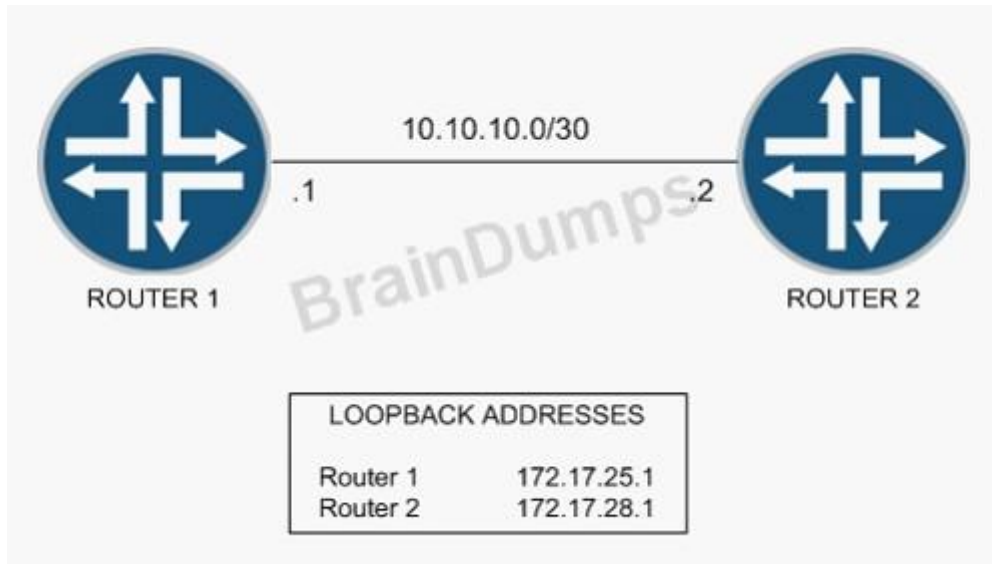 10.10.10.0/30
.1
.2
BrainDumps
ROUTER 1
ROUTER 2
LOOPBACK ADDRESSES
Router 1 172.17.25.1
Router 2 172.17.28.1